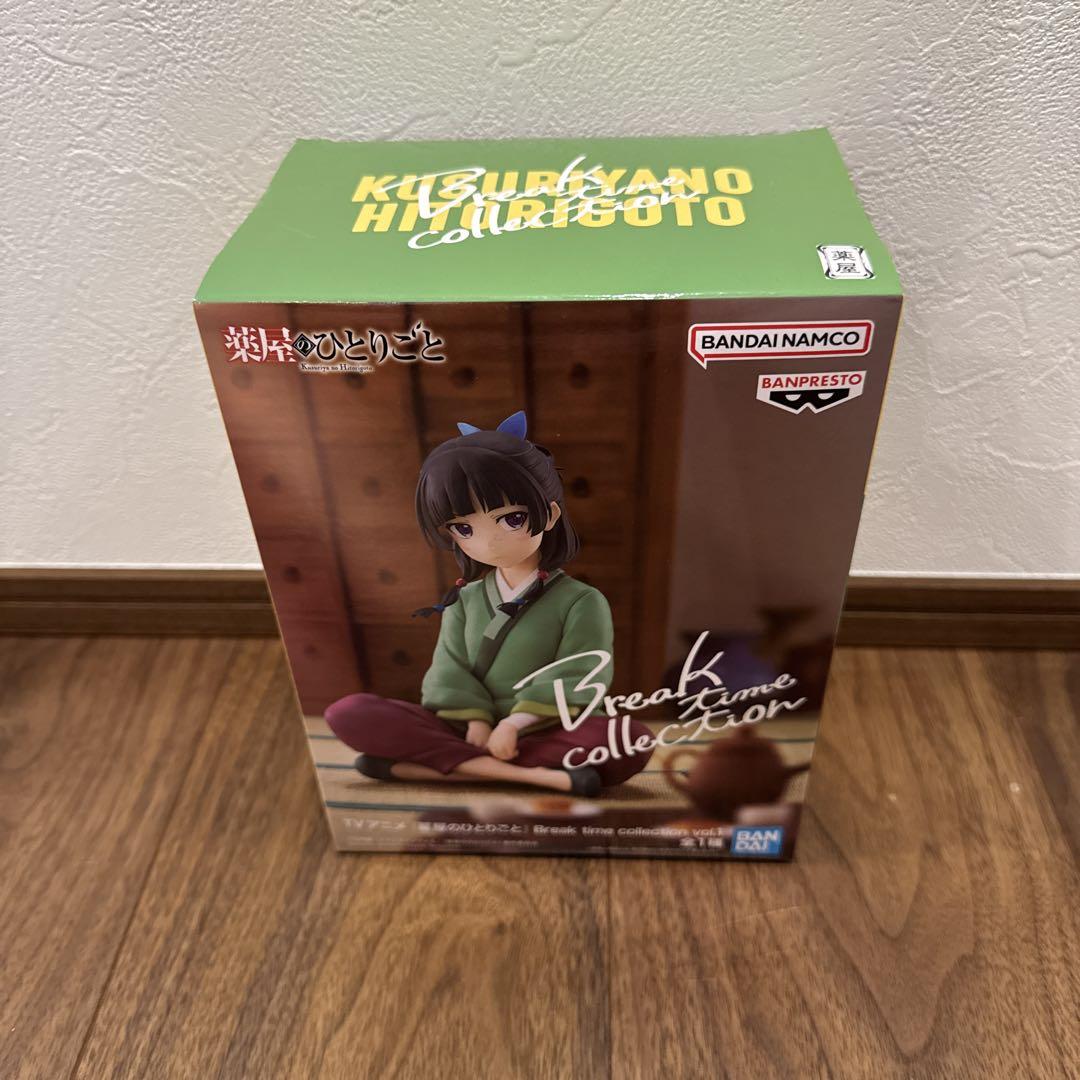 KUSURIYANO
HITORIGOTO
Break
time
collection
薬屋
薬屋のひとりごと
Kusuriya no Hitorigoto
BANDAI NAMCO
BANPRESTO
Break
time
collection
TVアニメ『薬屋のひとりごと』Break time collection vol.1
全1種
BAN
DAI